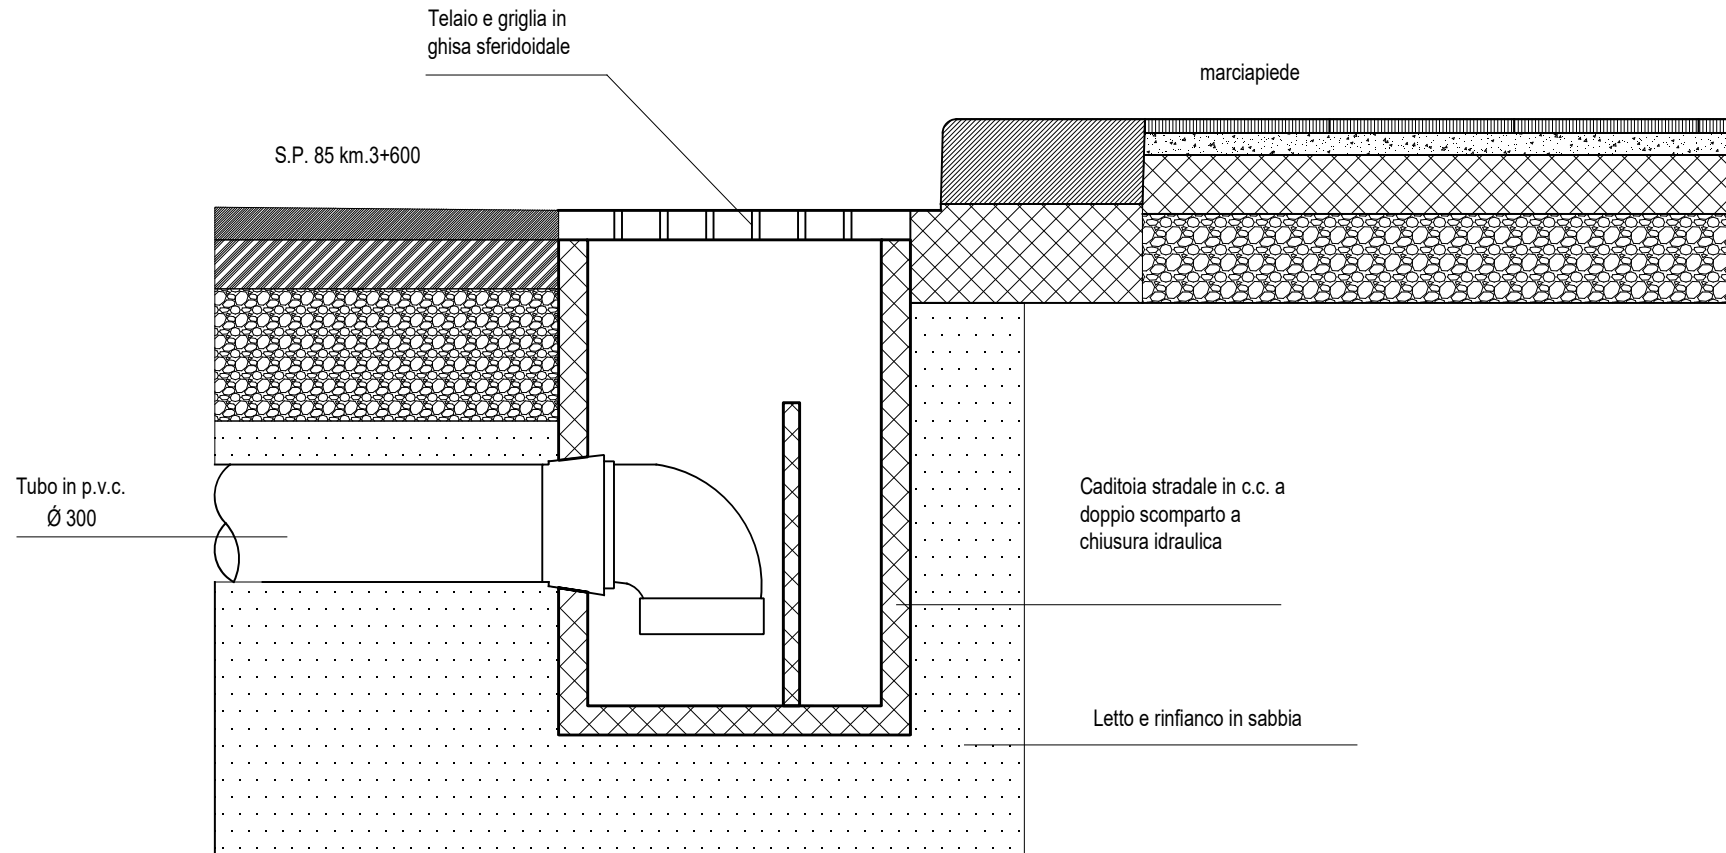 Telaio e griglia in
ghisa sferidoidale
marciapiede
S.P. 85 km.3+600
Tubo in p.v.c.
Ǿ 300
Caditoia stradale in c.c. a
doppio scomparto a
chiusura idraulica
Letto e rinfianco in sabbia